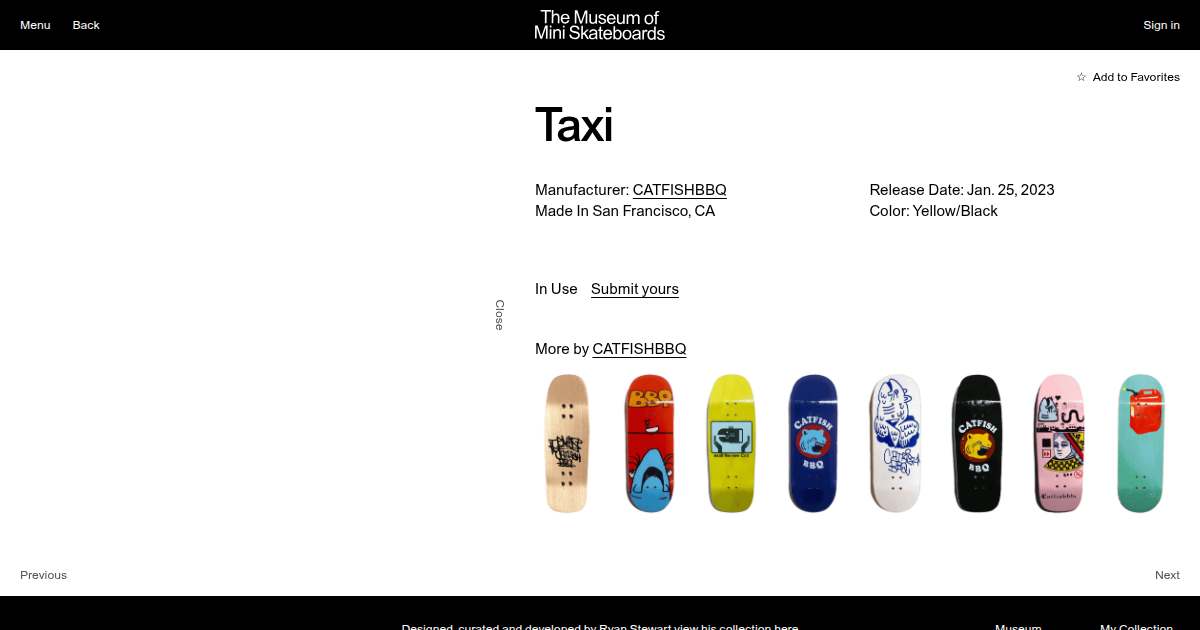 Menu
Back
The Museum of
Mini Skateboards
Sign in
☆ Add to Favorites
Taxi
Manufacturer: CATFISHBBQ
Made In San Francisco, CA
Release Date: Jan. 25, 2023
Color: Yellow/Black
In Use
Submit yours
Close
More by CATFISHBBQ
BBQ
CATFISH
BBQ
CATFISH
BBQ
Catfishbbq
Previous
Next
Designed, curated and developed by Ryan Stewart view his collection here
Museum
My Collection